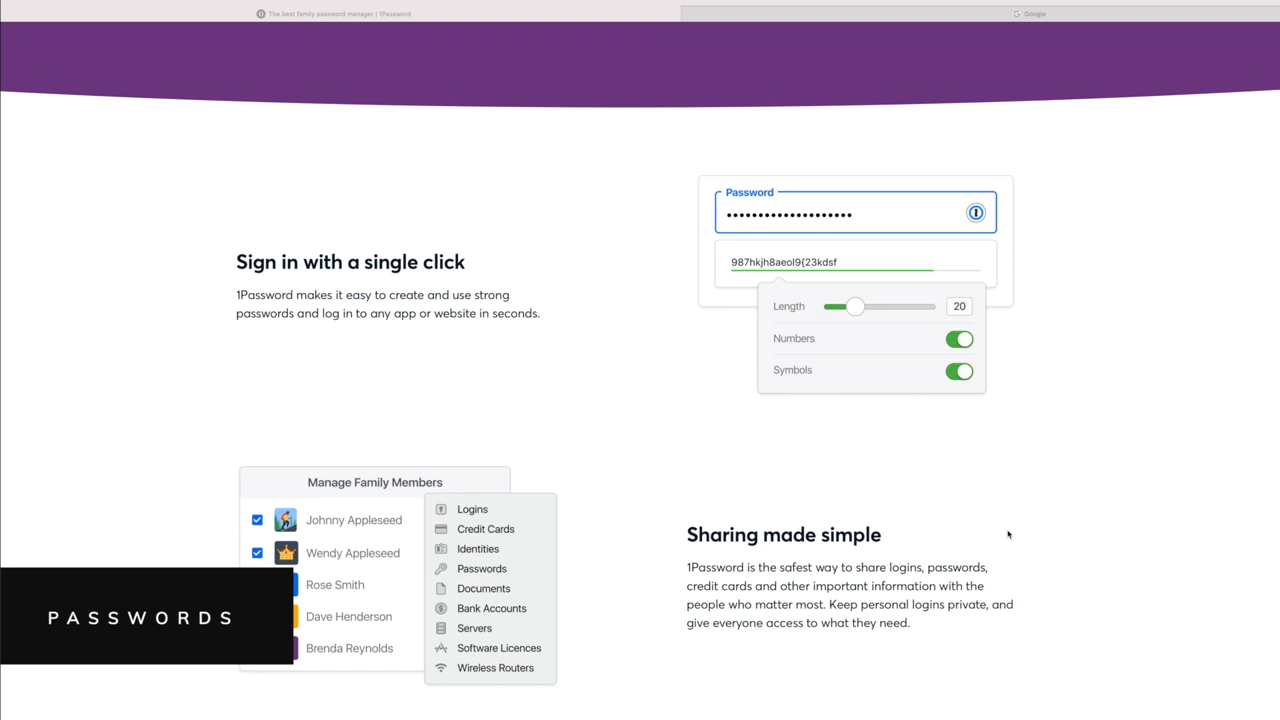 The best family password manager | 1Password
Google
Password
••••••••••••••••••••
987hkjh8aeol9{23kdsf
Length
20
Numbers
Symbols
Sign in with a single click
1Password makes it easy to create and use strong
passwords and log in to any app or website in seconds.
Manage Family Members
Johnny Appleseed
Wendy Appleseed
Rose Smith
Dave Henderson
Brenda Reynolds
Logins
Credit Cards
Identities
Passwords
Documents
Bank Accounts
Servers
Software Licences
Wireless Routers
Sharing made simple
1Password is the safest way to share logins, passwords,
credit cards and other important information with the
people who matter most. Keep personal logins private, and
give everyone access to what they need.
PASSWORDS